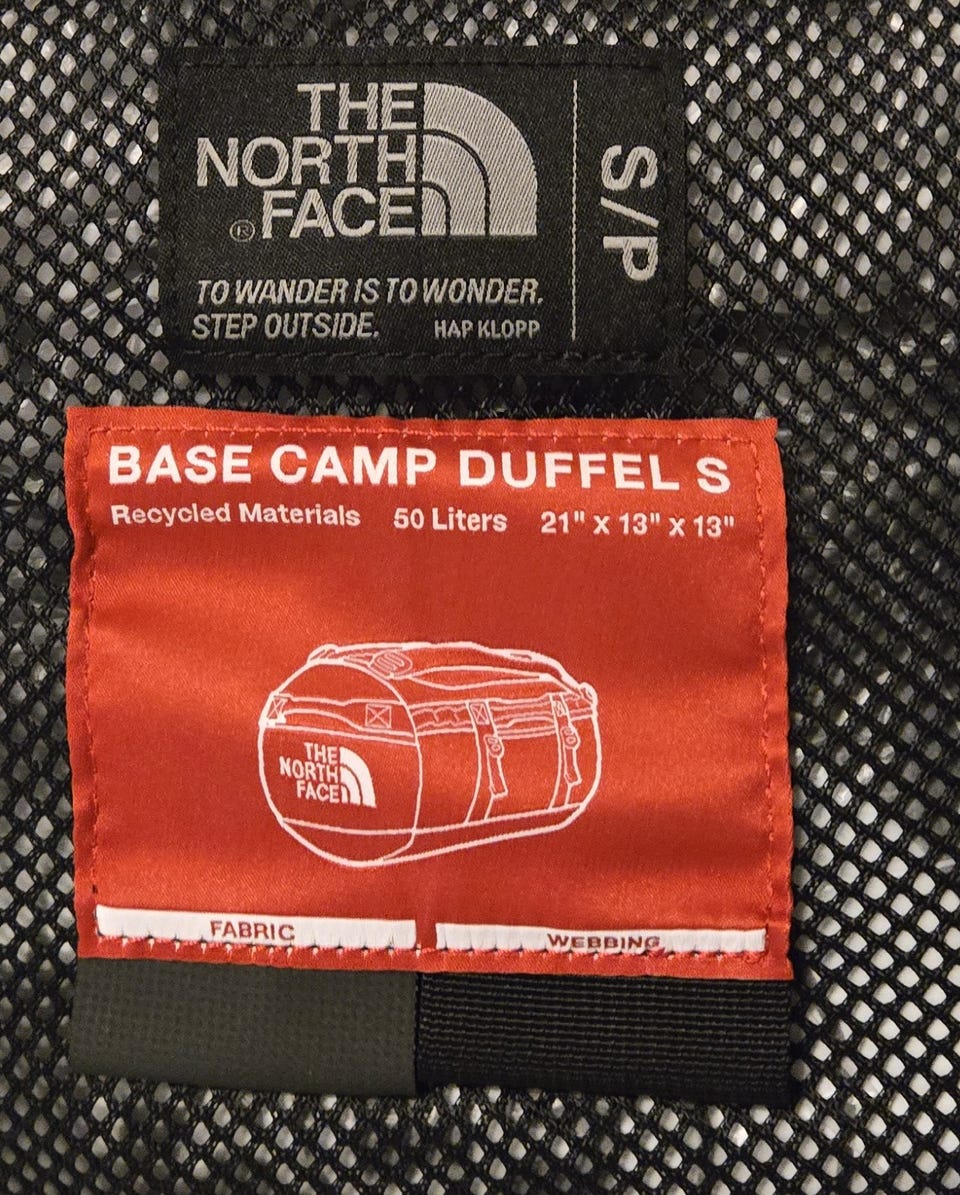 THE
NORTH
® FACE
S/P
TO WANDER IS TO WONDER.
STEP OUTSIDE. HAP KLOPP
BASE CAMP DUFFEL S
Recycled Materials 50 Liters 21" x 13" x 13"
THE
NORTH
FACE
FABRIC WEBBING